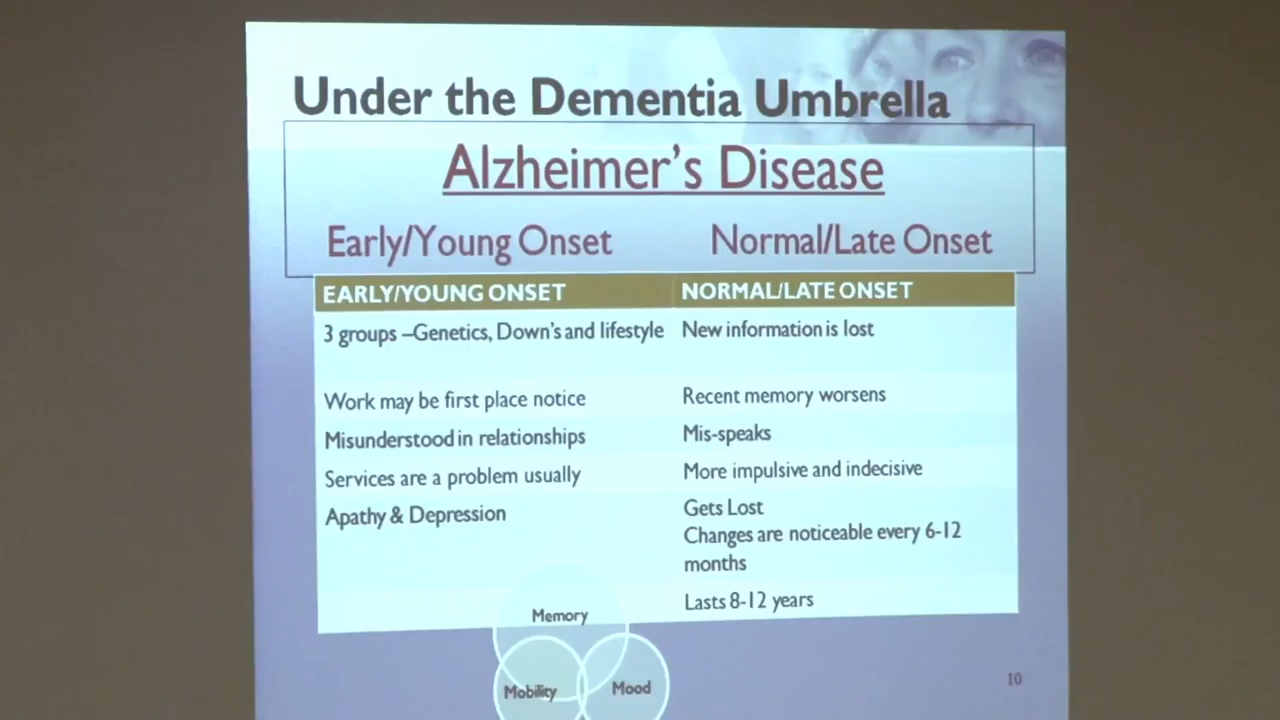 Under the Dementia Umbrella
Alzheimer's Disease
Early/Young Onset
Normal/Late Onset
EARLY/YOUNG ONSET
NORMAL/LATE ONSET
3 groups –Genetics, Down's and lifestyle
New information is lost
Work may be first place notice
Recent memory worsens
Misunderstood in relationships
Mis-speaks
Services are a problem usually
More impulsive and indecisive
Apathy & Depression
Gets Lost
Changes are noticeable every 6-12
months
Lasts 8-12 years
Memory
Mobility
Mood
10